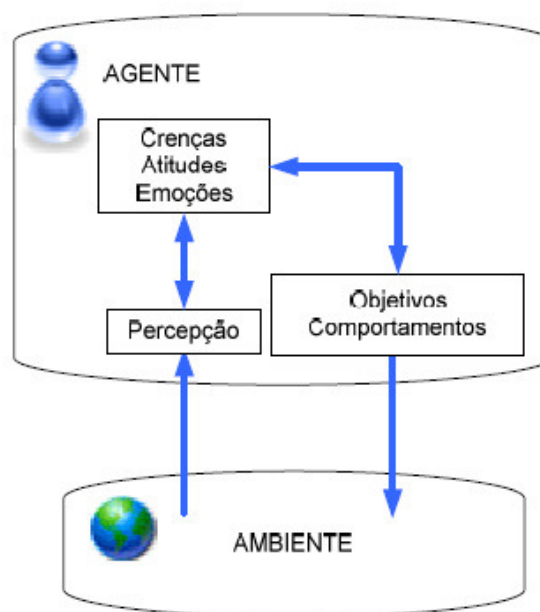 AGENTE
Crenças
Atitudes
Emoções
Objetivos
Comportamentos
Percepção
AMBIENTE